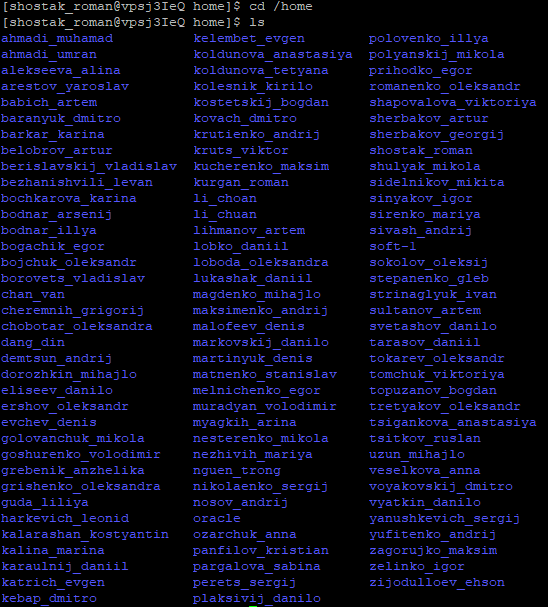 [shostak_roman@vpsj3IeQ home]$ cd /home
[shostak_roman@vpsj3IeQ home]$ ls
ahmadi_muhamad kelembet_evgen polovenko_illya
ahmadi_umran koldunova_anastasiya polyanskij_mikola
alekseeva_alina koldunova_tetyana prihodko_egor
arestov_yaroslav kolesnik_kirilo romanenko_oleksandr
babich_artem kostetskij_bogdan shapovalova_viktoriya
baranyuk_dmitro kovach_dmitro sherbakov_artur
barkar_karina krutienko_andrij sherbakov_georgij
belobrov_artur kruts_viktor shostak_roman
berislavskij_vladislav kucherenko_maksim shulyak_mikola
bezhanishvili_levan kurgan_roman sidelnikov_mikita
bochkarova_karina li_choan sinyakov_igor
bodnar_arsenij li_chuan sirenko_mariya
bodnar_illya lihmanov_artem sivash_andrij
bogachik_egor lobko_daniil soft-1
bojchuk_oleksandr loboda_oleksandra sokolov_oleksij
borovets_vladislav lukashak_daniil stepanenko_gleb
chan_van magdenko_mihajlo strinaglyuk_ivan
cheremnih_grigorij maksimenko_andrij sultanov_artem
chobotar_oleksandra malofeev_denis svetashov_danilo
dang_din markovskij_danilo tarasov_daniil
demtsun_andrij martinyuk_denis tokarev_oleksandr
dorozhkin_mihajlo matnenko_stanislav tomchuk_viktoriya
eliseev_danilo melnichenko_egor topuzanov_bogdan
ershov_oleksandr muradyan_volodimir tretyakov_oleksandr
evchev_denis myagkih_arina tsigankova_anastasiya
golovanchuk_mikola nesterenko_mikola tsitkov_ruslan
goshurenko_volodimir nezhivih_mariya uzun_mihajlo
grebenik_anzhelika nguen_trong veselkova_anna
grishenko_oleksandra nikolaenko_sergij voyakovskij_dmitro
guda_liliya nosov_andrij vyatkin_danilo
harkevich_leonid oracle yanushkevich_sergij
kalarashan_kostyantin ozarchuk_anna yufitenko_andrij
kalina_marina panfilov_kristian zagorujko_maksim
karaulnij_daniil pargalova_sabina zelinko_igor
katrich_evgen perets_sergij zijodulloev_ehson
kebap_dmitro plaksivij_danilo